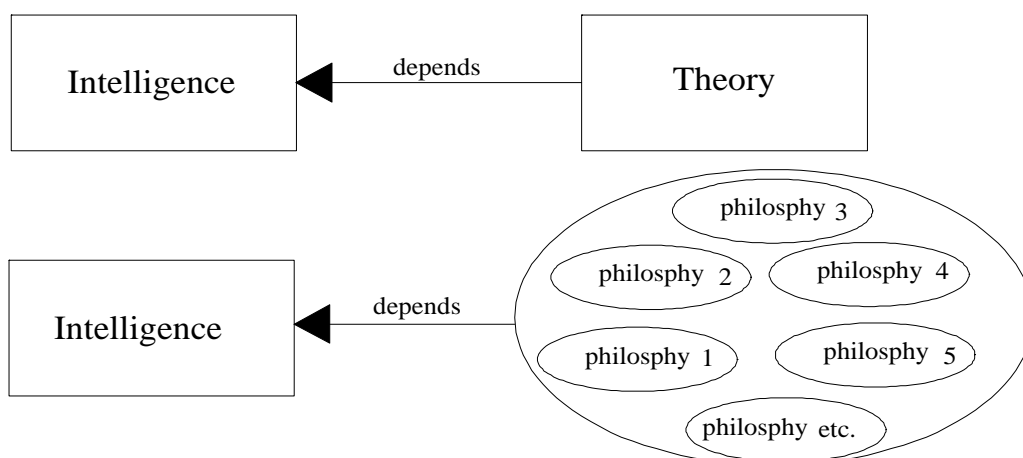 Intelligence
depends
Theory
philosphy 3
philosphy 2
philosphy 4
Intelligence
depends
philosphy 1
philosphy 5
philosphy etc.